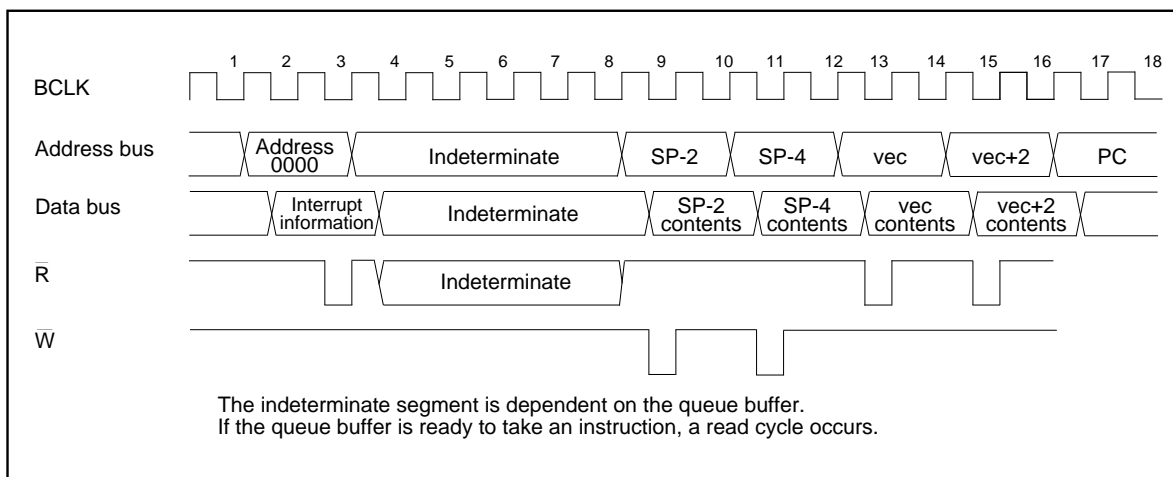 1 2 3 4 5 6 7 8 9 10 11 12 13 14 15 16 17 18
BCLK
Address bus
Address
0000
Indeterminate
SP-2
SP-4
vec
vec+2
PC
Data bus
Interrupt
information
Indeterminate
SP-2
contents
SP-4
contents
vec
contents
vec+2
contents
R̅
Indeterminate
W̅
The indeterminate segment is dependent on the queue buffer.
If the queue buffer is ready to take an instruction, a read cycle occurs.